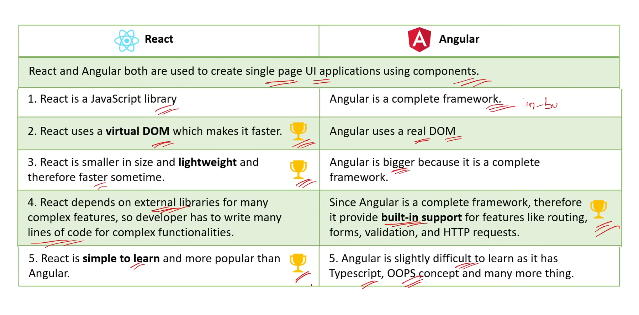 React
Angular
React and Angular both are used to create single page UI applications using components.
1. React is a JavaScript library
Angular is a complete framework.
2. React uses a virtual DOM which makes it faster.
Angular uses a real DOM
3. React is smaller in size and lightweight and
therefore faster sometime.
Angular is bigger because it is a complete
framework.
4. React depends on external libraries for many
complex features, so developer has to write many
lines of code for complex functionalities.
Since Angular is a complete framework, therefore
it provide built-in support for features like routing,
forms, validation, and HTTP requests.
5. React is simple to learn and more popular than
Angular.
5. Angular is slightly difficult to learn as it has
Typescript, OOPS concept and many more thing.